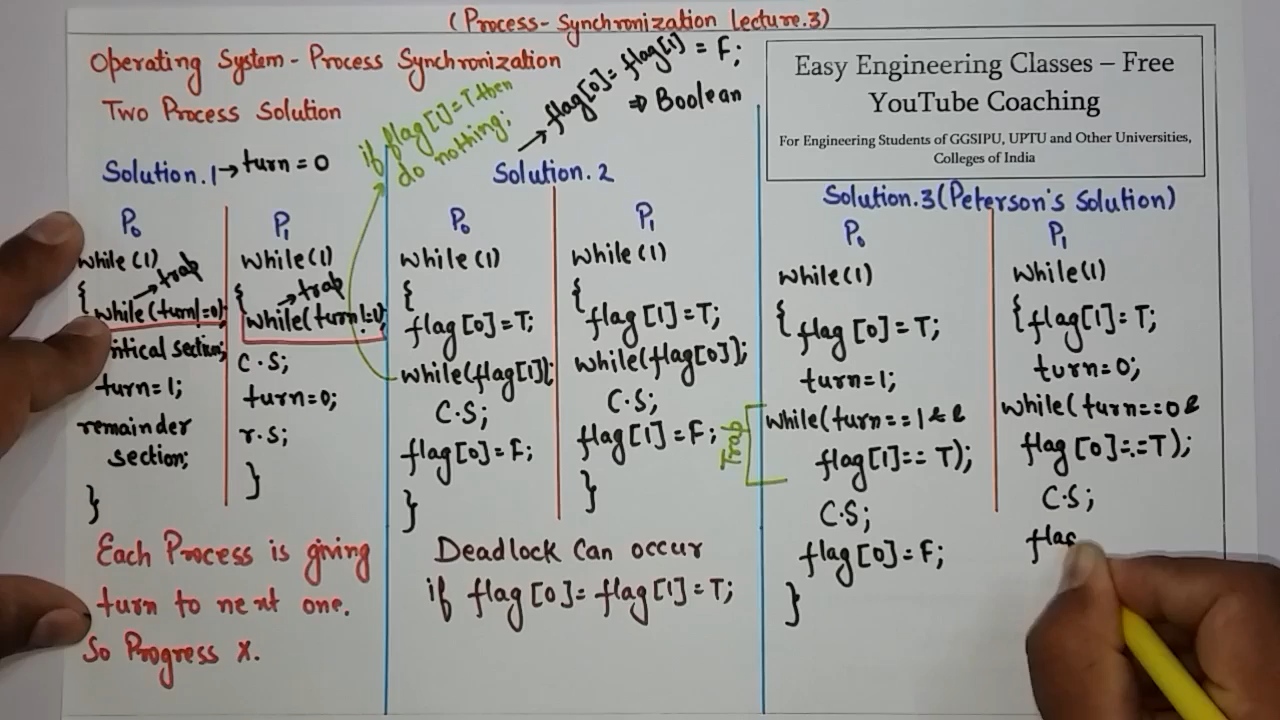 (Process-Synchronization lecture.3)
Operating System - Process Synchronization
Two Process Solution
if flag[1]=T then
do nothing;
→ flag[0]= flag[1] = F;
⇒ Boolean
Easy Engineering Classes – Free
YouTube Coaching
For Engineering Students of GGSIPU, UPTU and Other Universities,
Colleges of India
Solution.1→turn = 0
P0
while(1)
→trap
{
while(turn!=0);
critical section;
turn=1;
remainder
section;
}
P1
while(1)
→trap
{
while(turn!=1);
C.S;
turn=0;
r.S;
}
Each Process is giving
turn to next one.
So Progress X.
Solution.2
P0
while(1)
{
flag[0]=T;
while(flag[1]);
C.S;
flag[0]=F;
}
P1
while(1)
{
flag[1]=T;
while(flag[0]);
C.S;
flag[1]=F;
}
Deadlock Can occur
if flag[0]= flag[1]=T;
Solution.3(Peterson's Solution)
P0
while(1)
{ flag[0]=T;
turn=1;
Trap
while(turn==1 &&
flag[1]==T);
C.S;
flag[0]=F;
}
P1
while(1)
{ flag[1]=T;
turn=0;
while(turn==0 &
flag[0]==T);
C.S;
flag